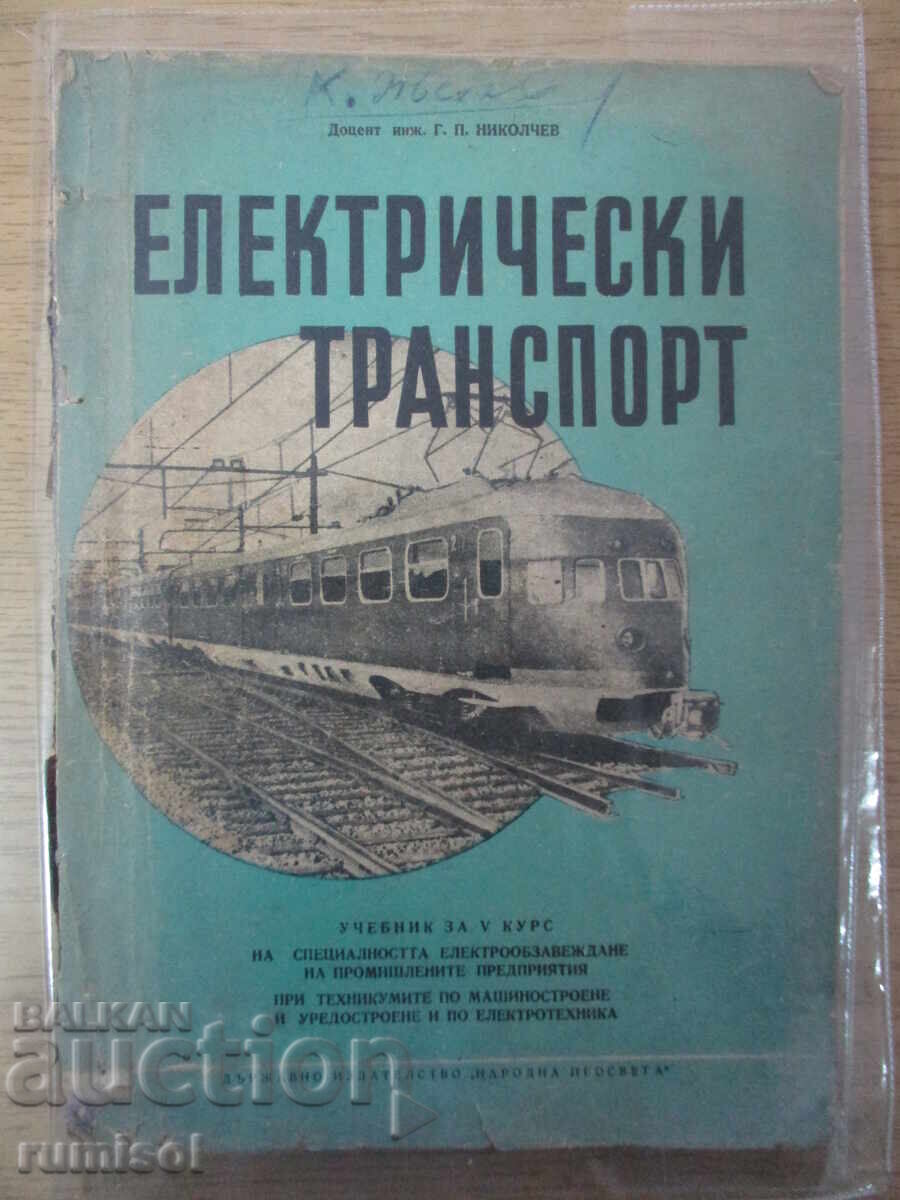 К.
Доцент инж. Г. П. НИКОЛЧЕВ
ЕЛЕКТРИЧЕСКИ
ТРАНСПОРТ
УЧЕБНИК ЗА V КУРС
НА СПЕЦИАЛНОСТТА ЕЛЕКТРООБЗАВЕЖДАНЕ
НА ПРОМИШЛЕНИТЕ ПРЕДПРИЯТИЯ
ПРИ ТЕХНИКУМИТЕ ПО МАШИНОСТРОЕНЕ
И УРЕДОСТРОЕНЕ И ПО ЕЛЕКТРОТЕХНИКА
ДЪРЖАВНО ИЗДАТЕЛСТВО „НАРОДНА ПРОСВЕТА“
BALKAN
auction
rumisol